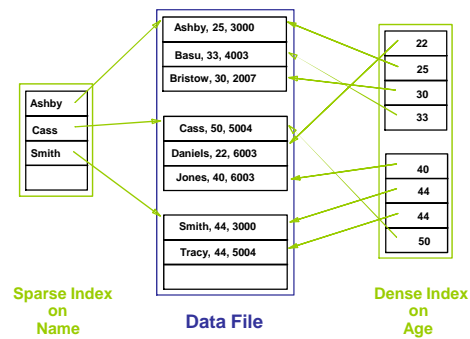 Ashby
Cass
Smith
Sparse Index
on
Name
Ashby, 25, 3000
Basu, 33, 4003
Bristow, 30, 2007
Cass, 50, 5004
Daniels, 22, 6003
Jones, 40, 6003
Smith, 44, 3000
Tracy, 44, 5004
Data File
22
25
30
33
40
44
44
50
Dense Index
on
Age